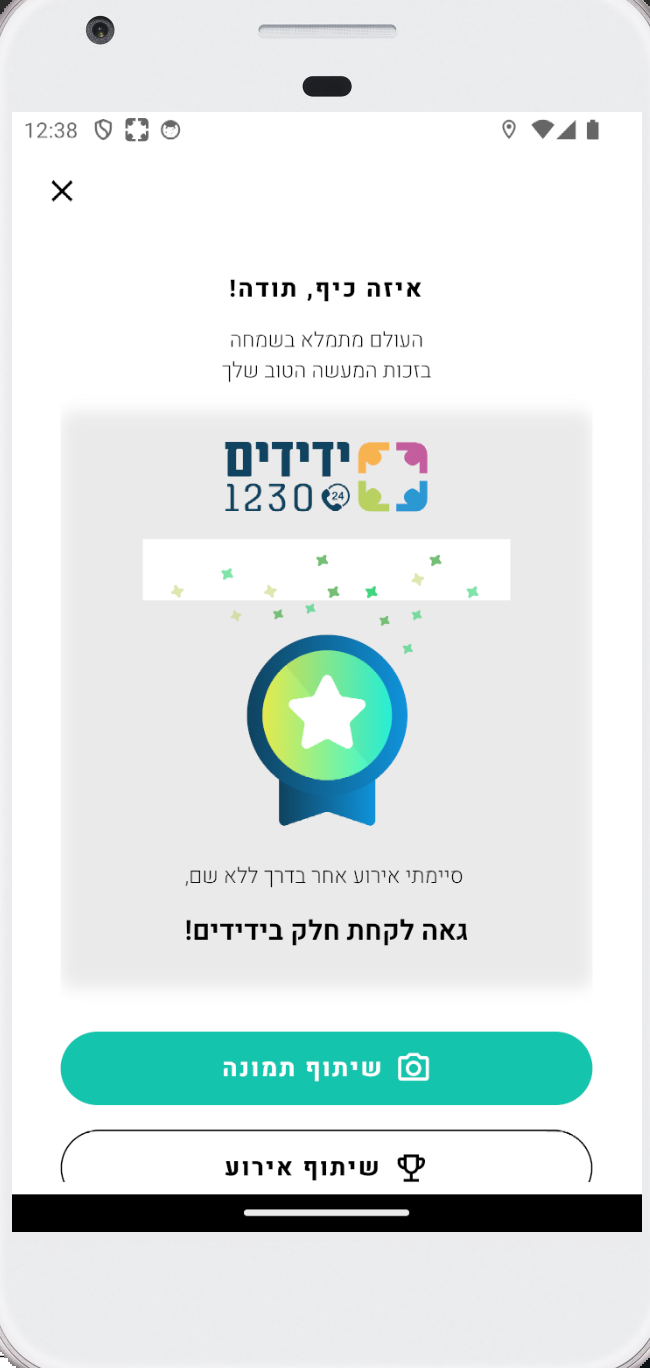 12:38
איזה כיף, תודה!
העולם מתמלא בשמחה
בזכות המעשה הטוב שלך
ידידים
1230 24
סיימתי אירוע אחר בדרך ללא שם,
גאה לקחת חלק בידידים!
שיתוף תמונה
שיתוף אירוע